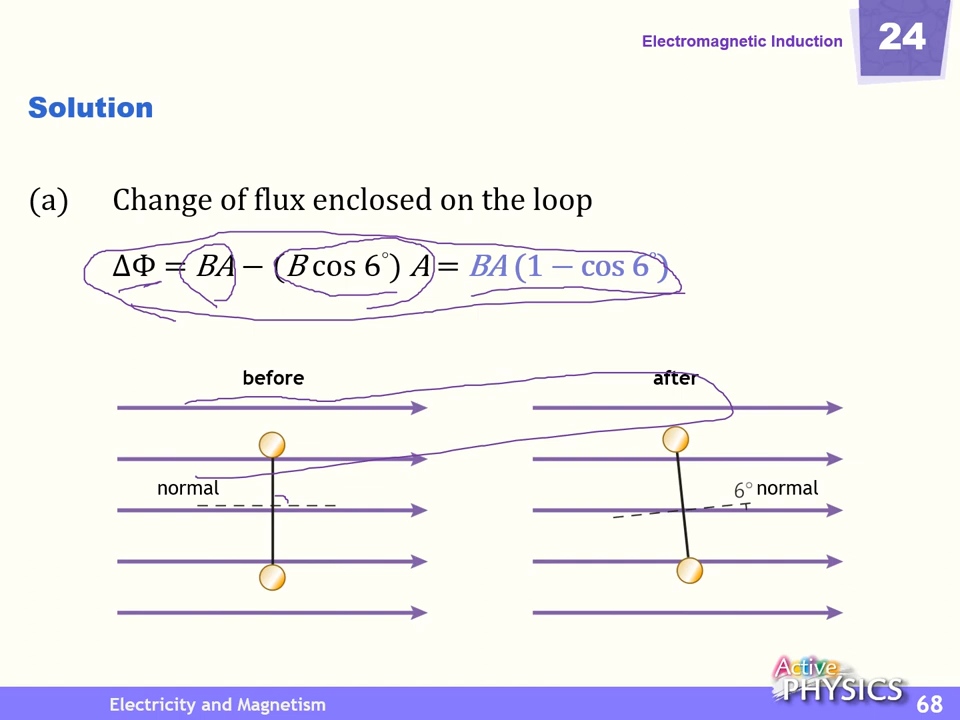 Electromagnetic Induction
24
Solution
(a) Change of flux enclosed on the loop
ΔΦ = BA − (B cos 6°) A = BA (1 − cos 6°)
before after
normal
6° normal
Active
PHYSICS
Electricity and Magnetism
68